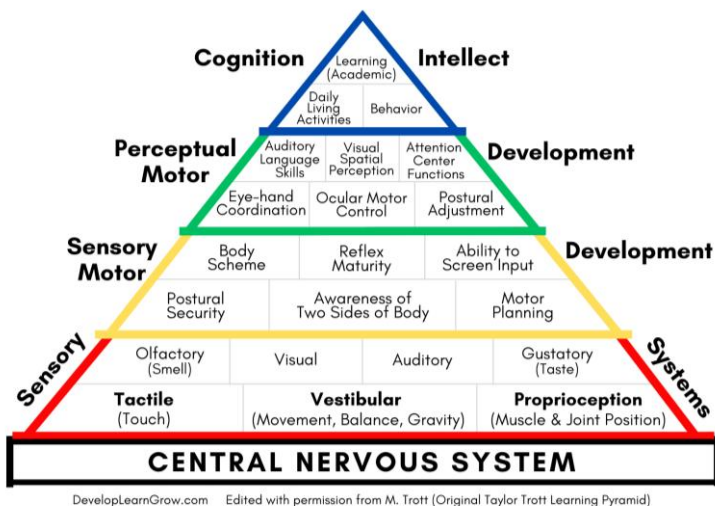 Cognition Intellect
Learning
(Academic)
Daily
Living
Activities
Behavior
Perceptual
Motor
Development
Auditory
Language
Skills
Visual
Spatial
Perception
Attention
Center
Functions
Eye-hand
Coordination
Ocular Motor
Control
Postural
Adjustment
Sensory
Motor
Development
Body
Scheme
Reflex
Maturity
Ability to
Screen Input
Postural
Security
Awareness of
Two Sides of Body
Motor
Planning
Sensory
Systems
Olfactory
(Smell)
Visual
Auditory
Gustatory
(Taste)
Tactile
(Touch)
Vestibular
(Movement, Balance, Gravity)
Proprioception
(Muscle & Joint Position)
CENTRAL NERVOUS SYSTEM
DevelopLearnGrow.com Edited with permission from M. Trott (Original Taylor Trott Learning Pyramid)